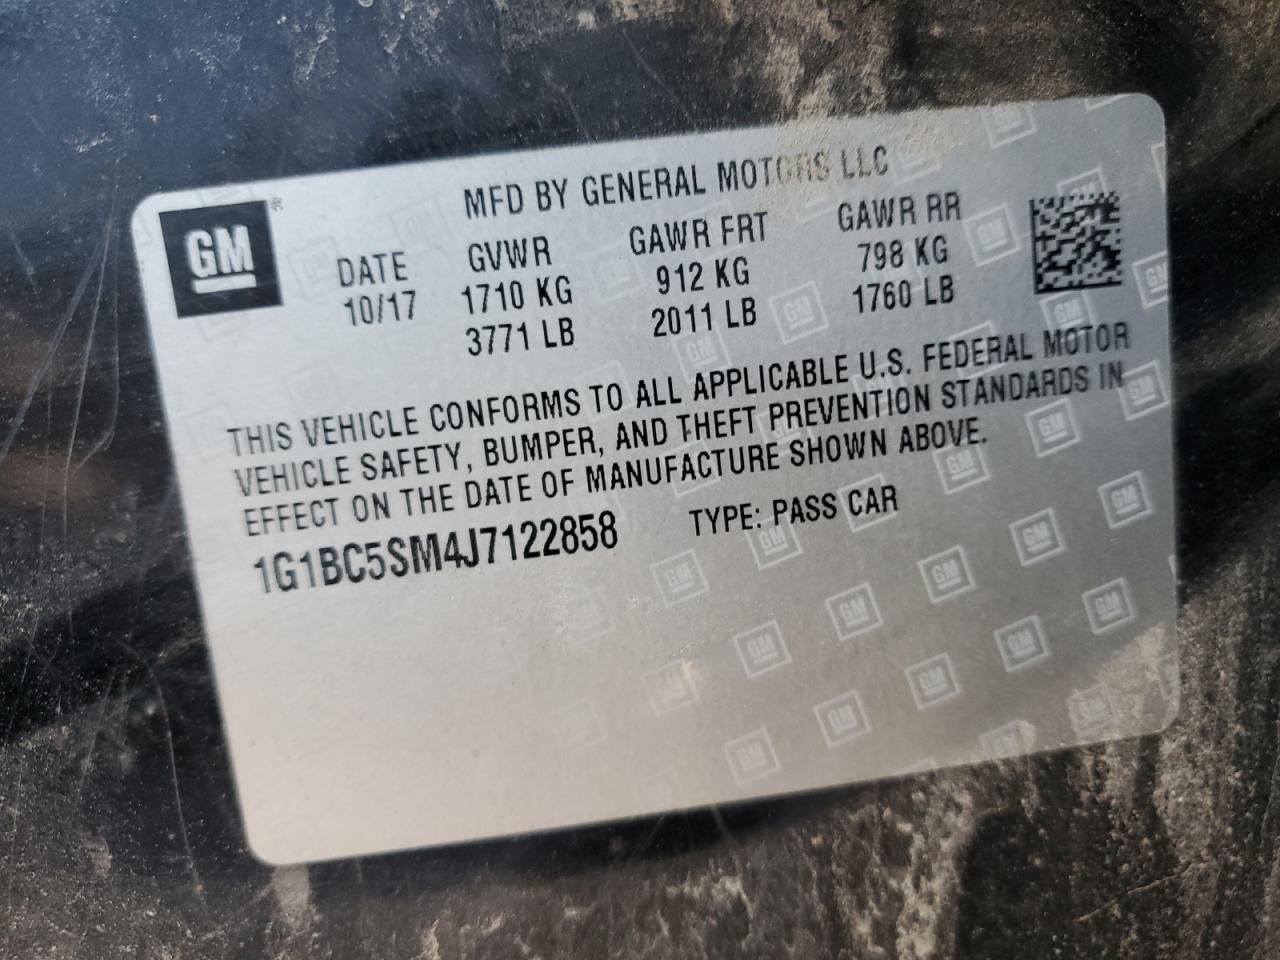 GM®
MFD BY GENERAL MOTORS LLC
DATE GVWR GAWR FRT GAWR RR
10/17 1710 KG 912 KG 798 KG
3771 LB 2011 LB 1760 LB
THIS VEHICLE CONFORMS TO ALL APPLICABLE U.S. FEDERAL MOTOR
VEHICLE SAFETY, BUMPER, AND THEFT PREVENTION STANDARDS IN
EFFECT ON THE DATE OF MANUFACTURE SHOWN ABOVE.
1G1BC5SM4J7122858 TYPE: PASS CAR